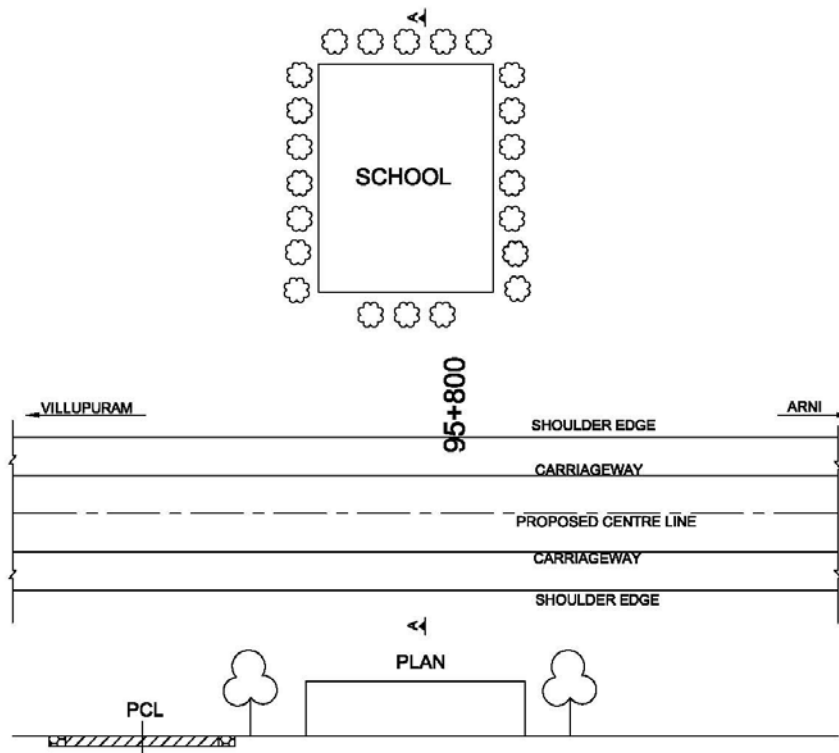 A
SCHOOL
95+800
VILLUPURAM
ARNI
SHOULDER EDGE
CARRIAGEWAY
PROPOSED CENTRE LINE
CARRIAGEWAY
SHOULDER EDGE
A
PLAN
PCL